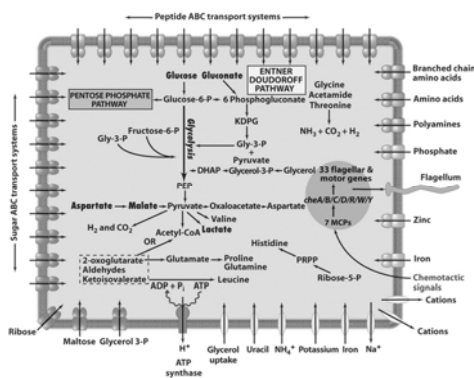 Peptide ABC transport systems
Sugar ABC transport systems
Glucose Gluconate
ENTNER
DOUDOROFF
PATHWAY
PENTOSE PHOSPHATE
PATHWAY
Glucose-6-P
6 Phosphogluconate
KDPG
Glycine
Acetamide
Threonine
NH₃ + CO₂ + H₂
Fructose-6-P
Gly-3-P
Glycolysis
Gly-3-P
+
Pyruvate
DHAP
Glycerol-3-P
Glycerol
PEP
33 flagellar &
motor genes
cheA/B/C/D/R/W/Y
7 MCPs
Aspartate
Malate
Pyruvate
Oxaloacetate
Aspartate
Valine
Lactate
H₂ and CO₂
Acetyl-CoA
OR
2-oxoglutarate
Aldehydes
Ketoisovalerate
Glutamate
Proline
Glutamine
Leucine
Histidine
PRPP
Ribose-5-P
ADP + Pᵢ
ATP
Branched chain
amino acids
Amino acids
Polyamines
Phosphate
Flagellum
Zinc
Iron
Chemotactic
signals
Cations
Cations
Ribose
Maltose
Glycerol 3-P
H⁺
ATP
synthase
Glycerol
uptake
Uracil
NH₄⁺
Potassium
Iron
Na⁺